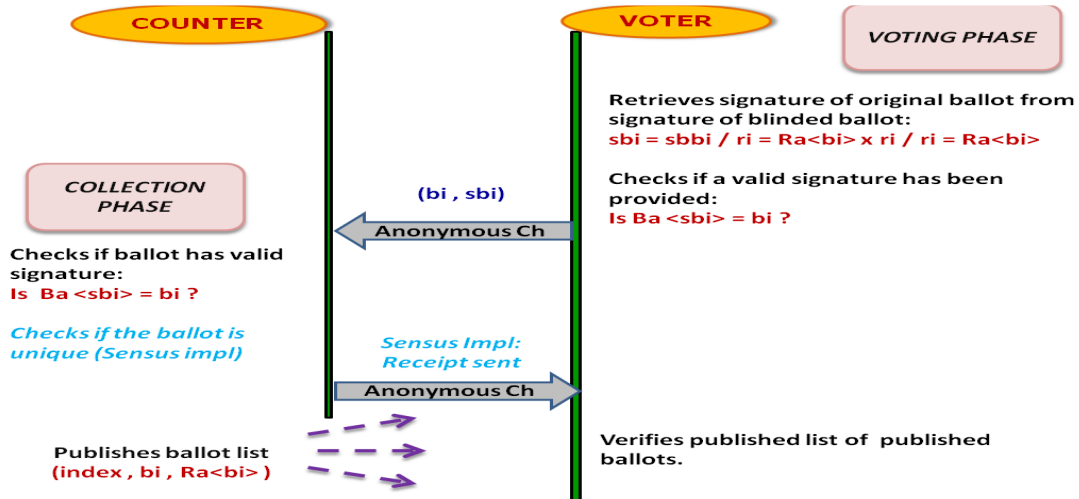 COUNTER
VOTER
VOTING PHASE
Retrieves signature of original ballot from
signature of blinded ballot:
sbi = sbbi / ri = Ra<bi> x ri / ri = Ra<bi>
Checks if a valid signature has been
provided:
Is Ba <sbi> = bi ?
(bi , sbi)
Anonymous Ch
COLLECTION
PHASE
Checks if ballot has valid
signature:
Is Ba <sbi> = bi ?
Checks if the ballot is
unique (Sensus impl)
Sensus Impl:
Receipt sent
Anonymous Ch
Publishes ballot list
(index , bi , Ra<bi> )
Verifies published list of published
ballots.